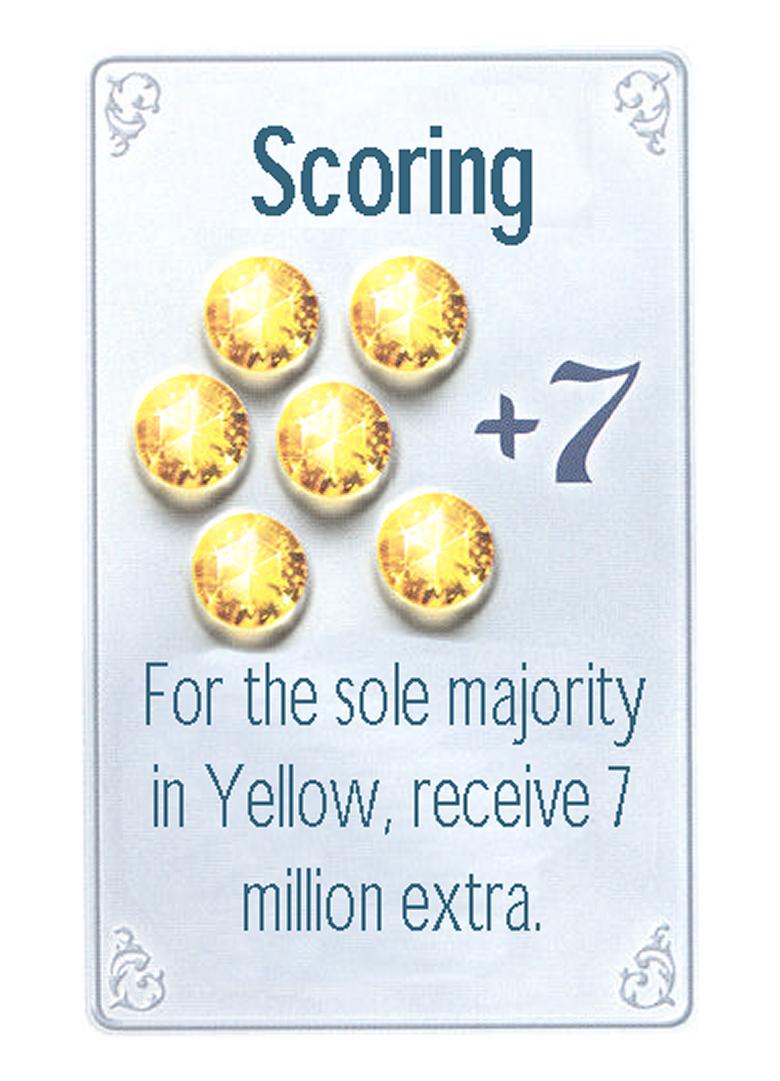 Scoring
+7
For the sole majority
in Yellow, receive 7
million extra.